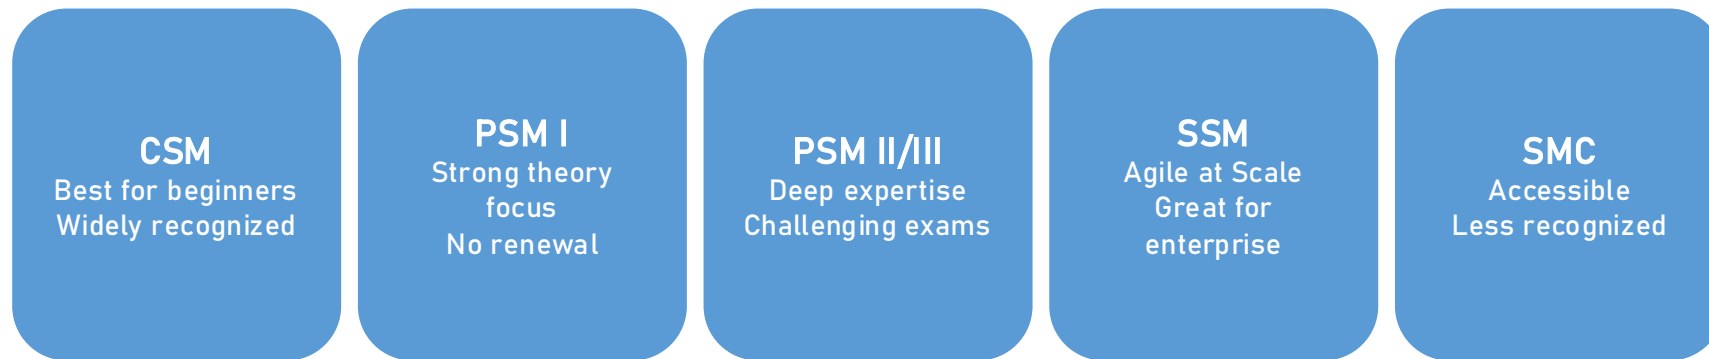 CSM
Best for beginners
Widely recognized
PSM I
Strong theory
focus
No renewal
PSM II/III
Deep expertise
Challenging exams
SSM
Agile at Scale
Great for
enterprise
SMC
Accessible
Less recognized